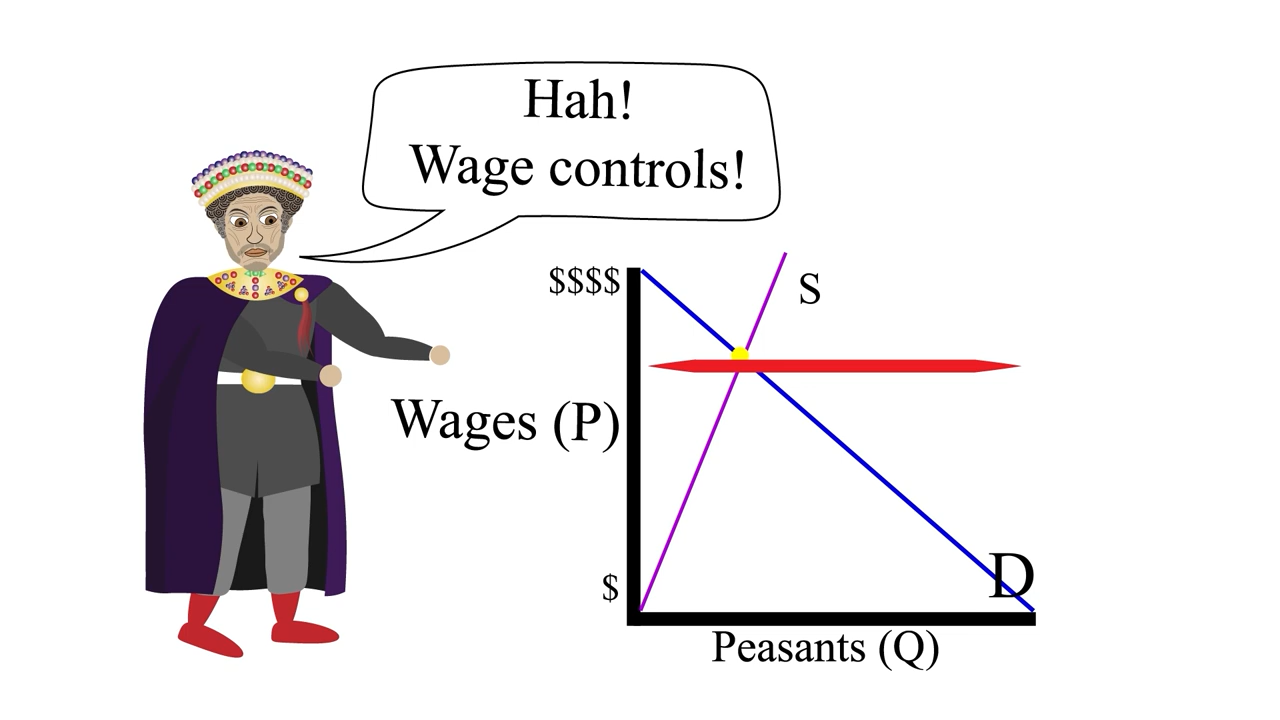 Hah!
Wage controls!
$$$$
S
Wages (P)
$
D
Peasants (Q)